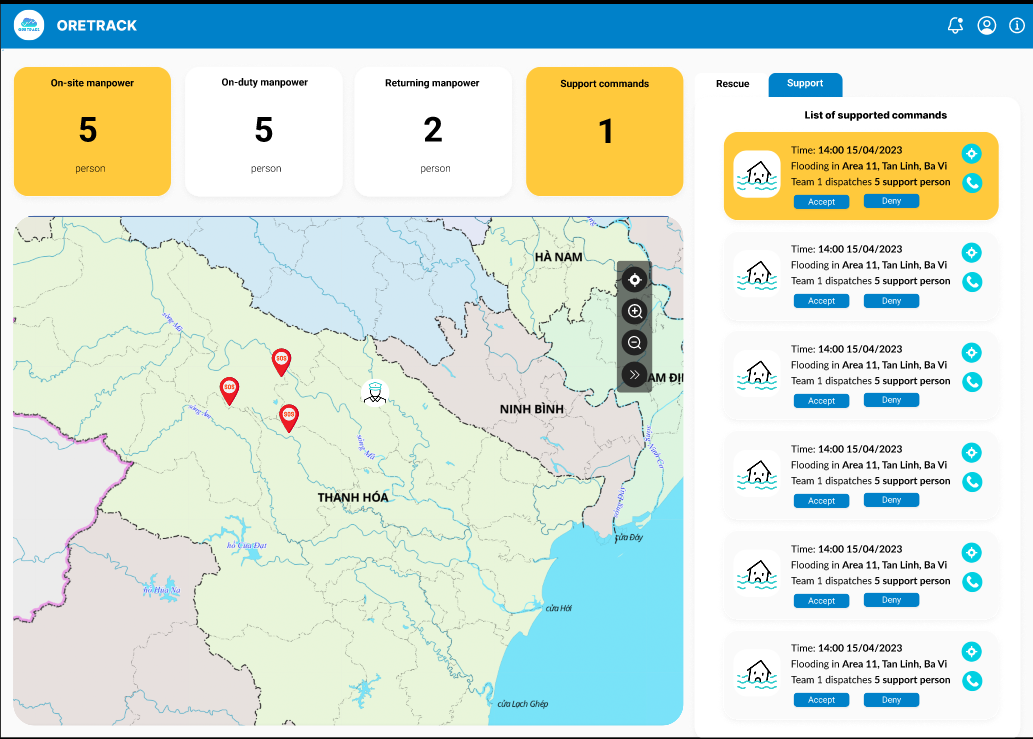 ORETRACK
On-site manpower
5
person
On-duty manpower
5
person
Returning manpower
2
person
Support commands
1
Rescue
Support
List of supported commands
Time: 14:00 15/04/2023
Flooding in Area 11, Tan Linh, Ba Vi
Team 1 dispatches 5 support person
Accept
Deny
Time: 14:00 15/04/2023
Flooding in Area 11, Tan Linh, Ba Vi
Team 1 dispatches 5 support person
Accept
Deny
Time: 14:00 15/04/2023
Flooding in Area 11, Tan Linh, Ba Vi
Team 1 dispatches 5 support person
Accept
Deny
Time: 14:00 15/04/2023
Flooding in Area 11, Tan Linh, Ba Vi
Team 1 dispatches 5 support person
Accept
Deny
Time: 14:00 15/04/2023
Flooding in Area 11, Tan Linh, Ba Vi
Team 1 dispatches 5 support person
Accept
Deny
Time: 14:00 15/04/2023
Flooding in Area 11, Tan Linh, Ba Vi
Team 1 dispatches 5 support person
Accept
Deny
HÀ NAM
sông Mã
SOS
SOS
SOS
NINH BÌNH
sông Mã
THANH HÓA
hồ Cửa Đạt
hồ Hủa Na
cửa Đáy
cửa Hới
cửa Lạch Ghép